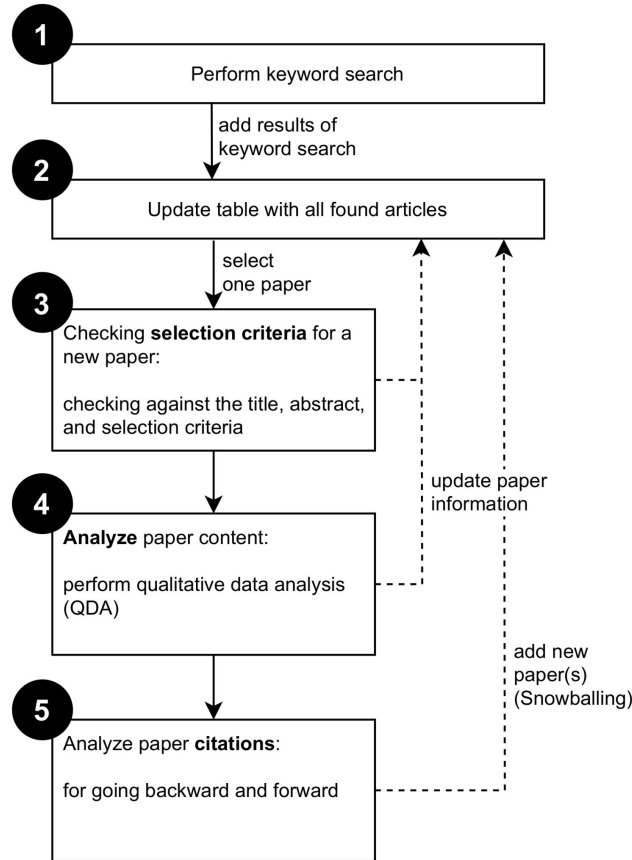 1
Perform keyword search
add results of
keyword search
2
Update table with all found articles
select
one paper
3
Checking selection criteria for a
new paper:
checking against the title, abstract,
and selection criteria
4
Analyze paper content:
perform qualitative data analysis
(QDA)
update paper
information
5
Analyze paper citations:
for going backward and forward
add new
paper(s)
(Snowballing)